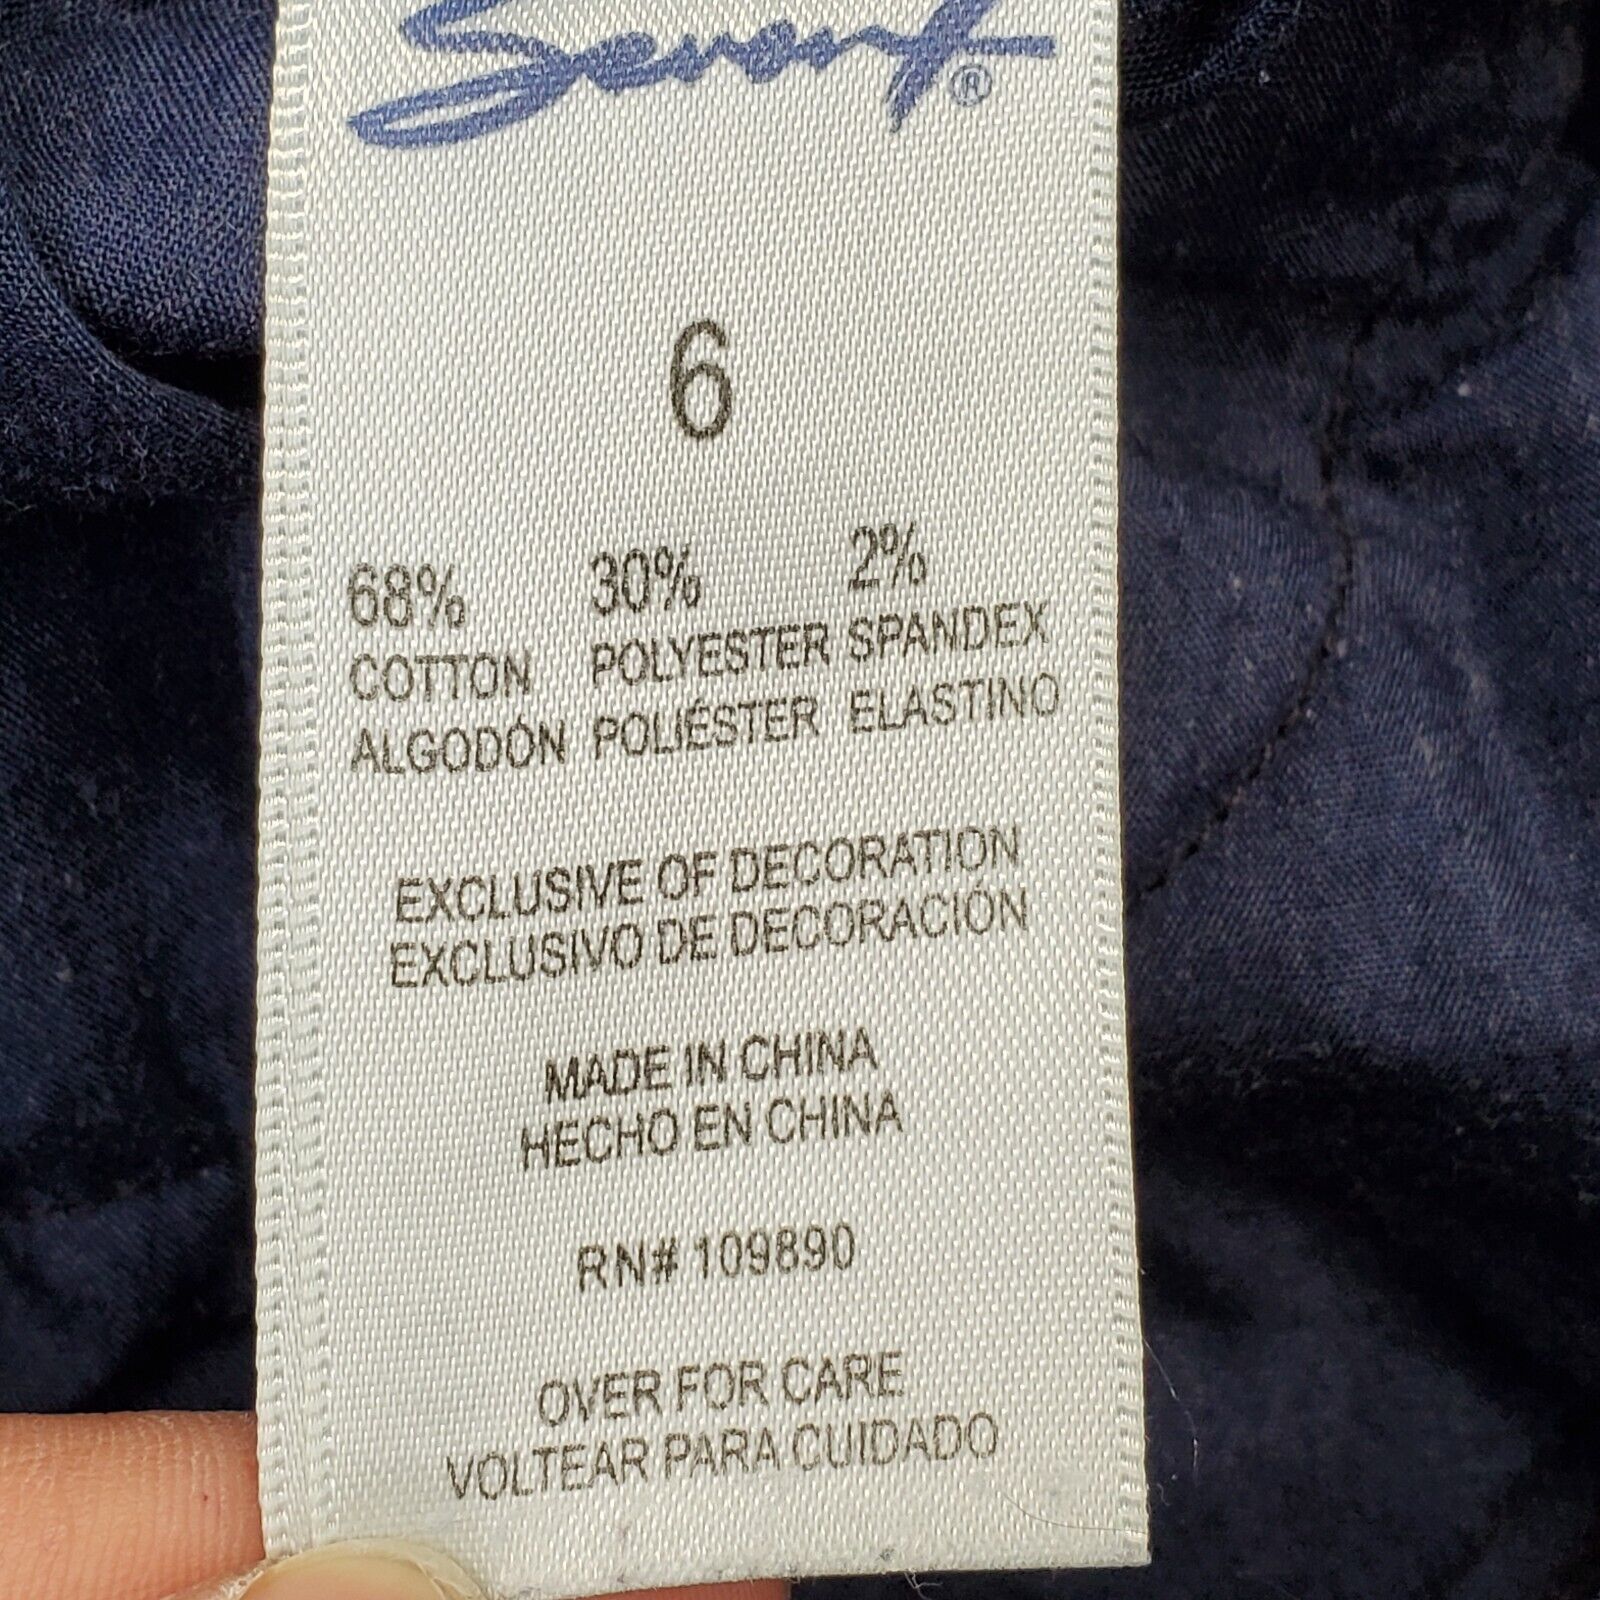 Seven7®
6
68% 30% 2%
COTTON POLYESTER SPANDEX
ALGODÓN POLIÉSTER ELASTINO
EXCLUSIVE OF DECORATION
EXCLUSIVO DE DECORACIÓN
MADE IN CHINA
HECHO EN CHINA
RN# 109890
OVER FOR CARE
VOLTEAR PARA CUIDADO